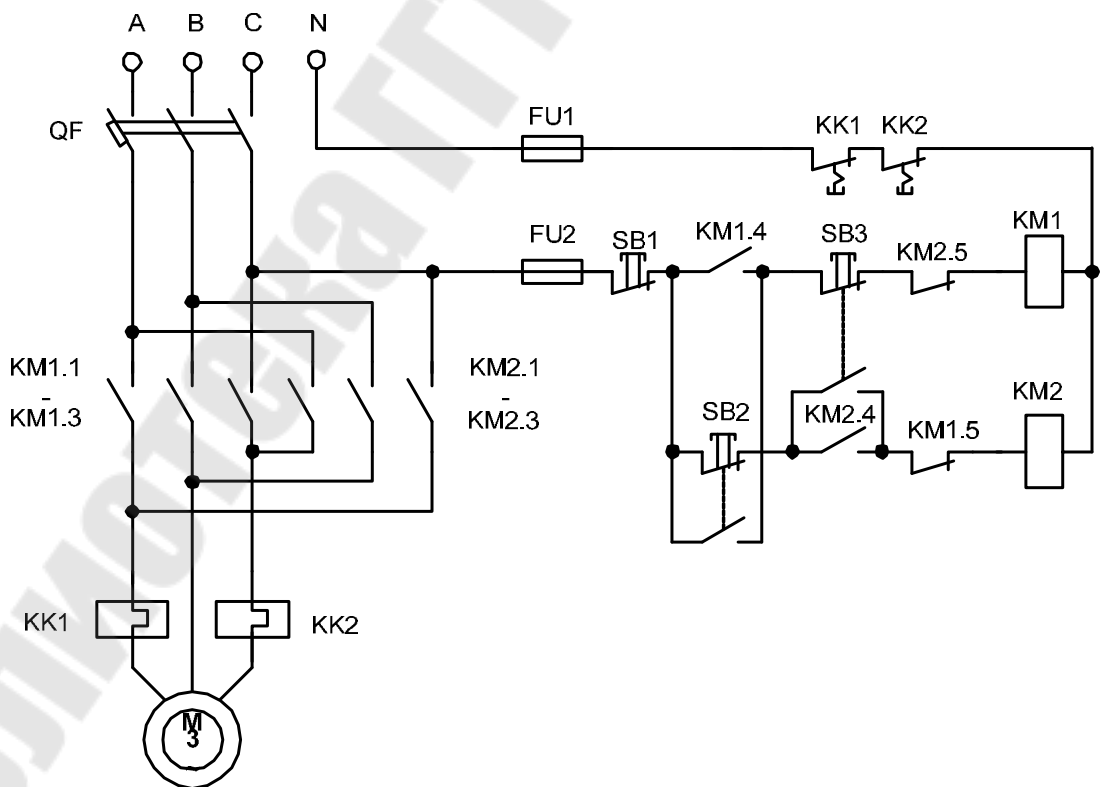 A B C N
QF
FU1
KK1 KK2
FU2
SB1
KM1.4
SB3
KM2.5
KM1
KM1.1
-
KM1.3
KM2.1
-
KM2.3
SB2
KM2.4
KM1.5
KM2
KK1
KK2
M
3
~